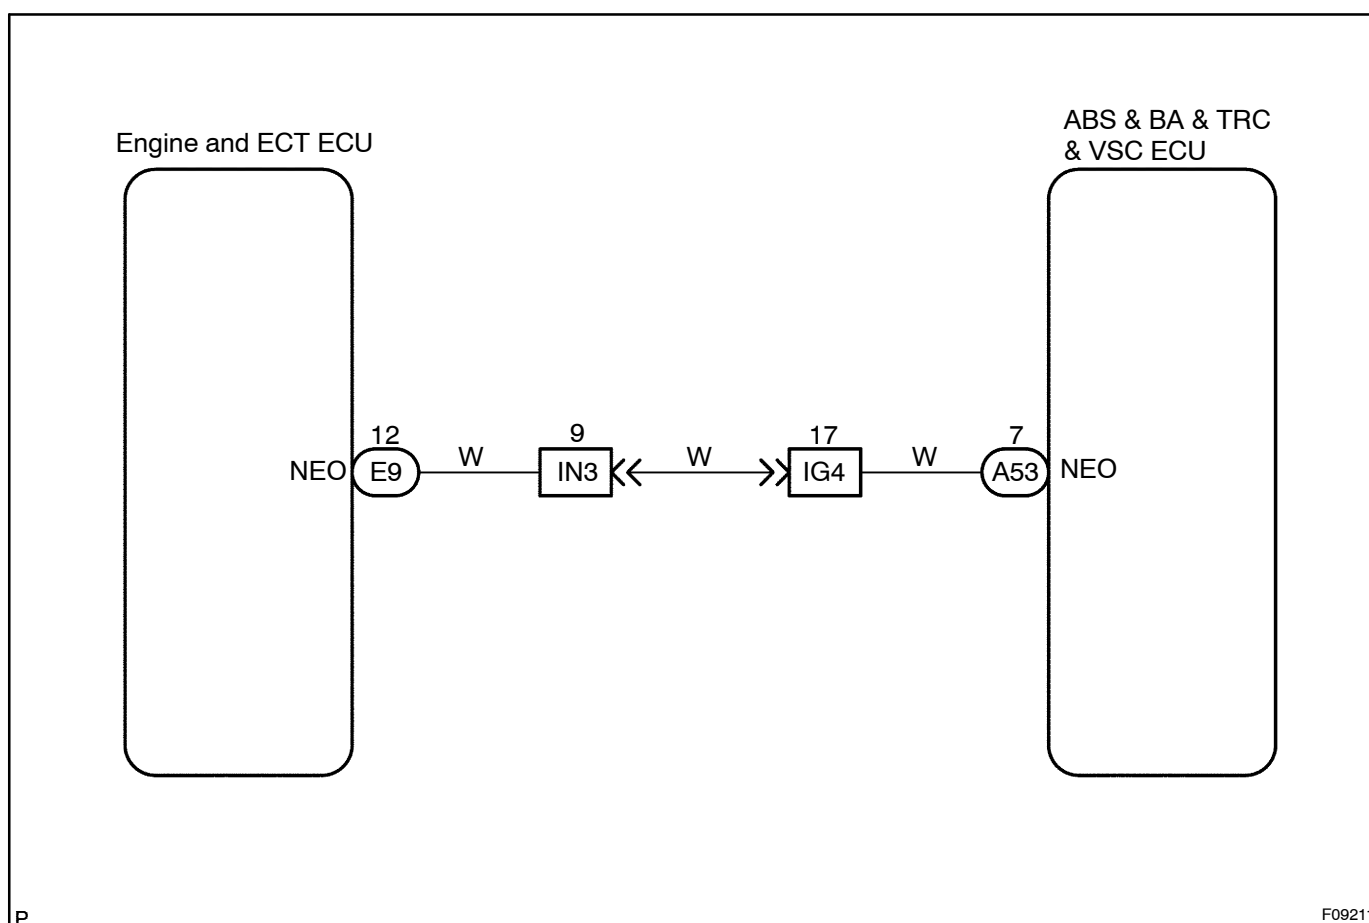 Engine and ECT ECU
ABS & BA & TRC
& VSC ECU
12
9
17
7
NEO
E9
W
IN3
W
IG4
W
A53
NEO
P